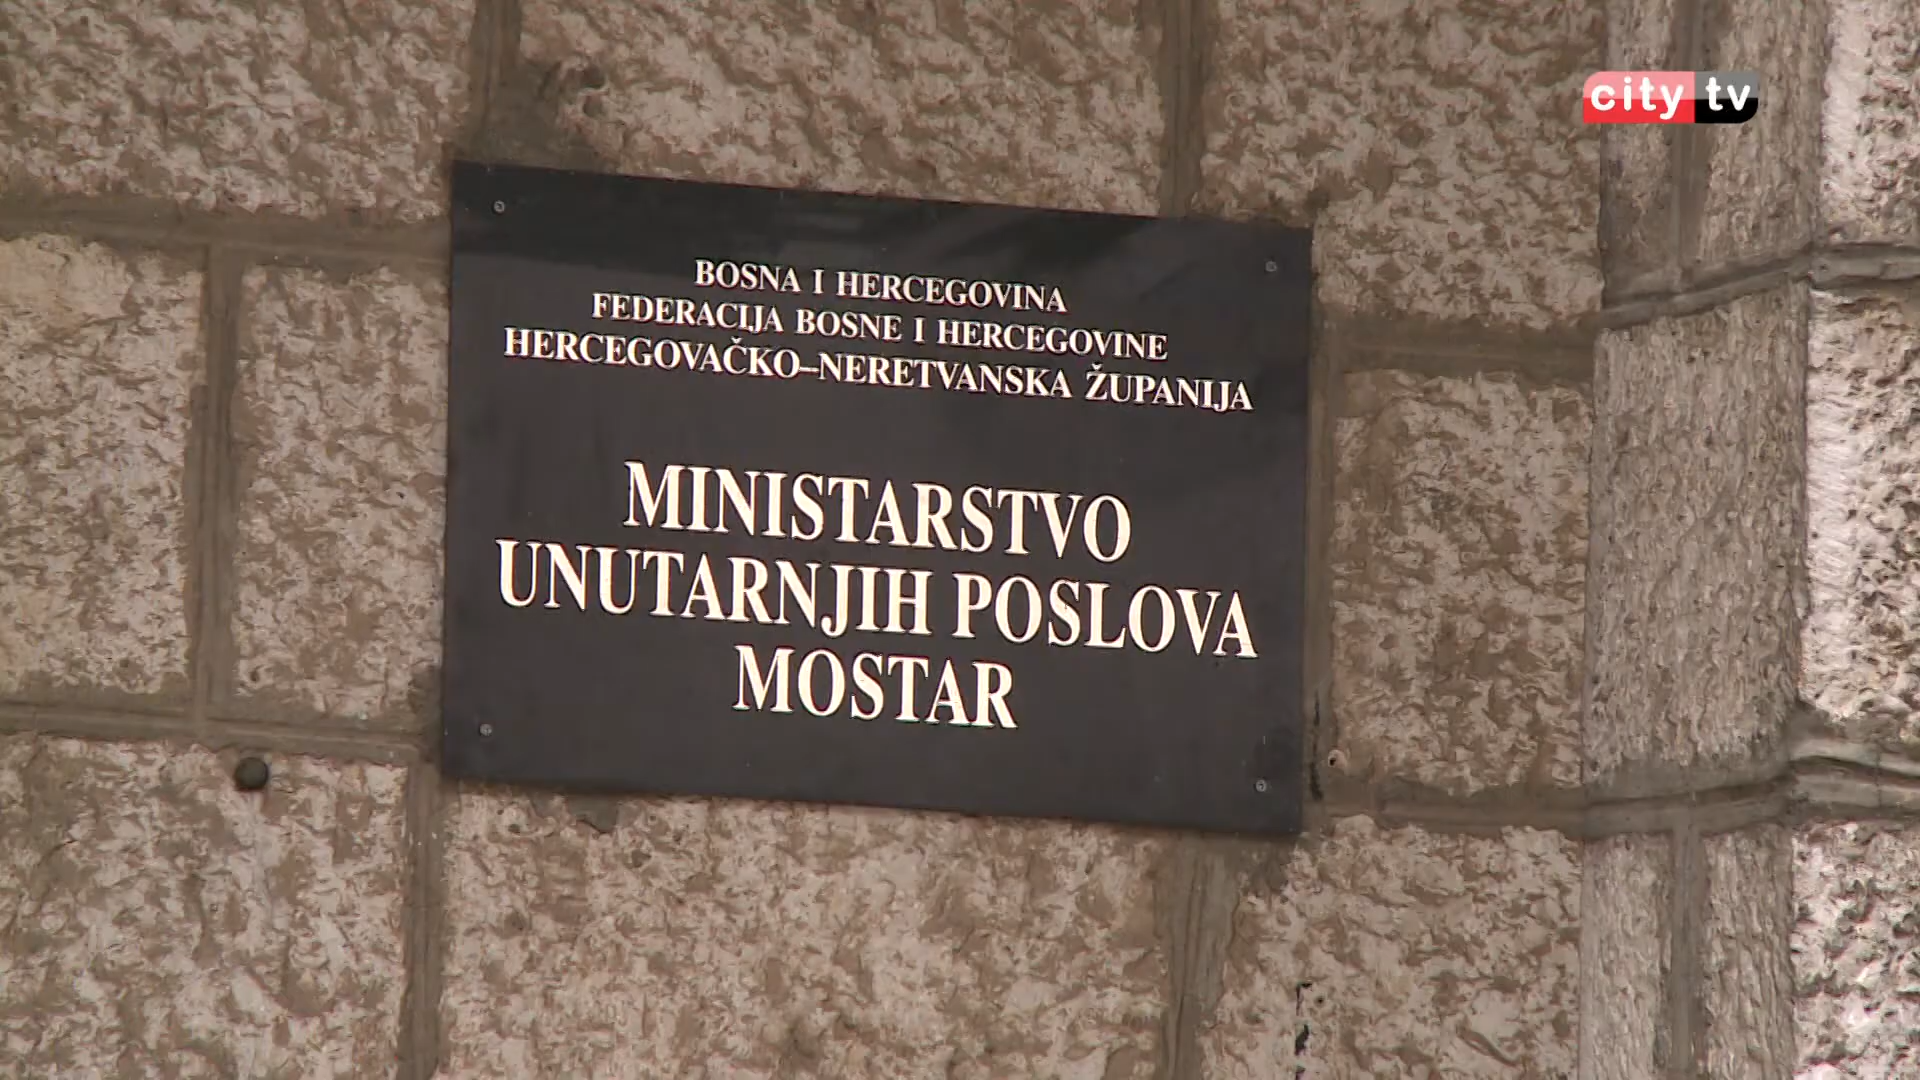 city tv
BOSNA I HERCEGOVINA
FEDERACIJA BOSNE I HERCEGOVINE
HERCEGOVAČKO–NERETVANSKA ŽUPANIJA
MINISTARSTVO
UNUTARNJIH POSLOVA
MOSTAR